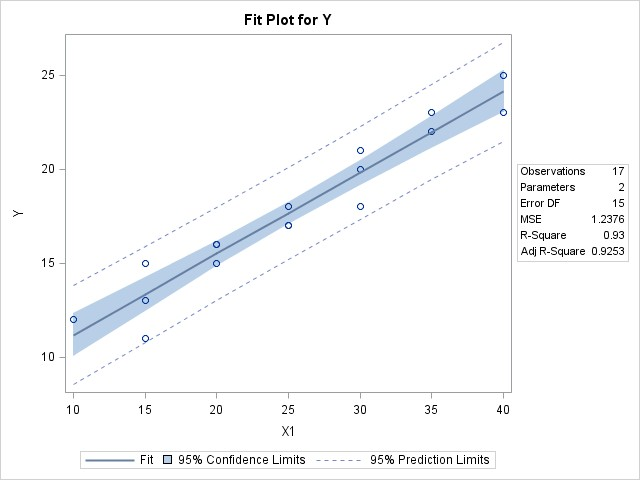 Fit Plot for Y
25
20
15
10
Y
10 15 20 25 30 35 40
X1
Observations 17
Parameters 2
Error DF 15
MSE 1.2376
R-Square 0.93
Adj R-Square 0.9253
Fit 95% Confidence Limits 95% Prediction Limits